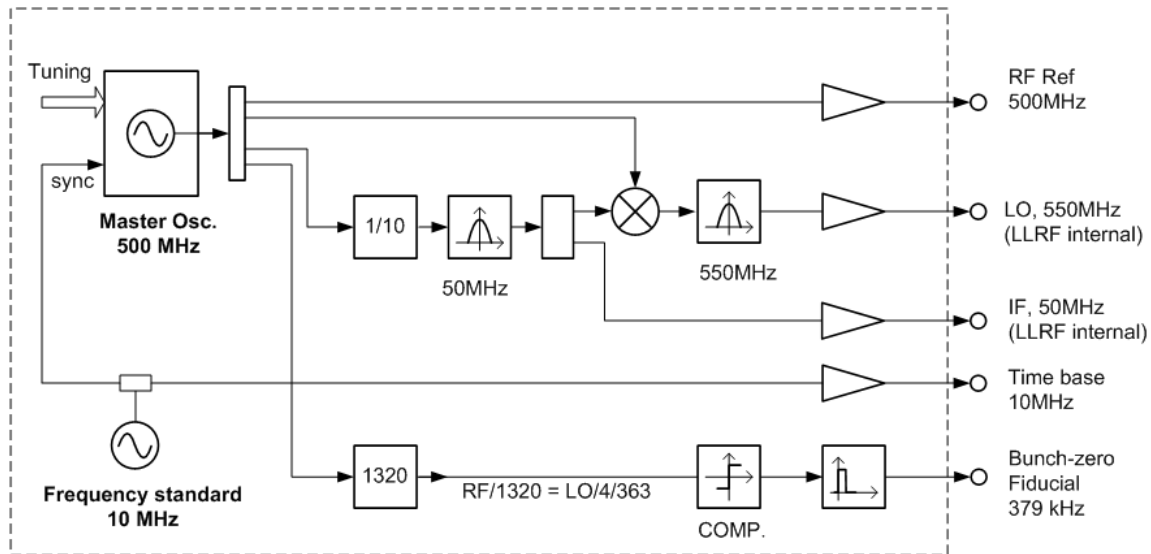 Tuning
sync
Master Osc.
500 MHz
1/10
50MHz
550MHz
RF Ref
500MHz
LO, 550MHz
(LLRF internal)
IF, 50MHz
(LLRF internal)
Time base
10MHz
Frequency standard
10 MHz
1320
RF/1320 = LO/4/363
COMP.
Bunch-zero
Fiducial
379 kHz